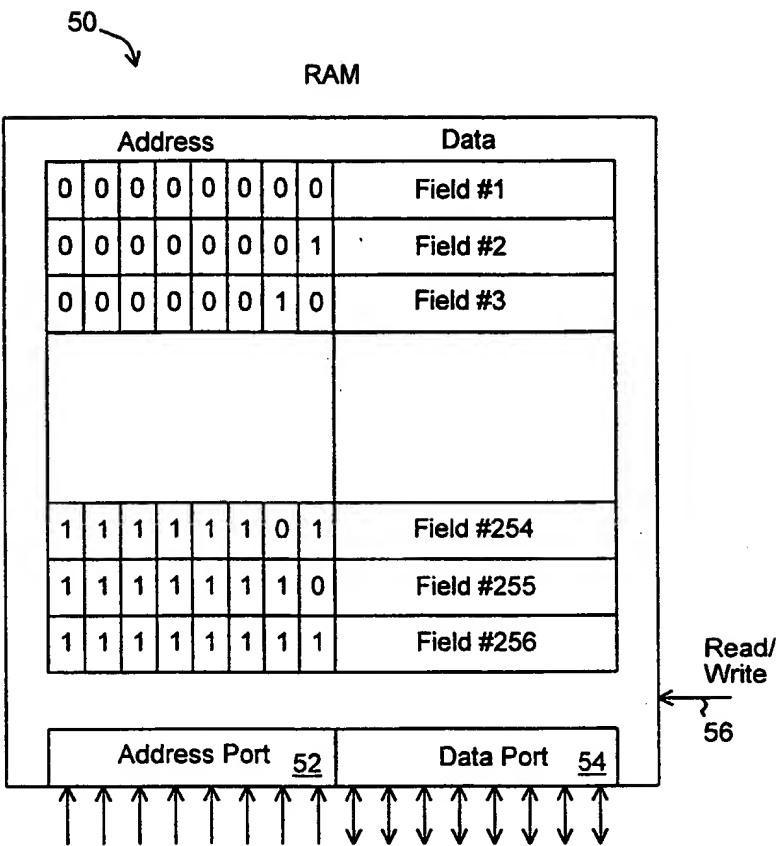 50
RAM
Address Data
0 0 0 0 0 0 0 0 Field #1
0 0 0 0 0 0 0 1 Field #2
0 0 0 0 0 0 1 0 Field #3
1 1 1 1 1 1 0 1 Field #254
1 1 1 1 1 1 1 0 Field #255
1 1 1 1 1 1 1 1 Field #256
Read/
Write
56
Address Port 52 Data Port 54